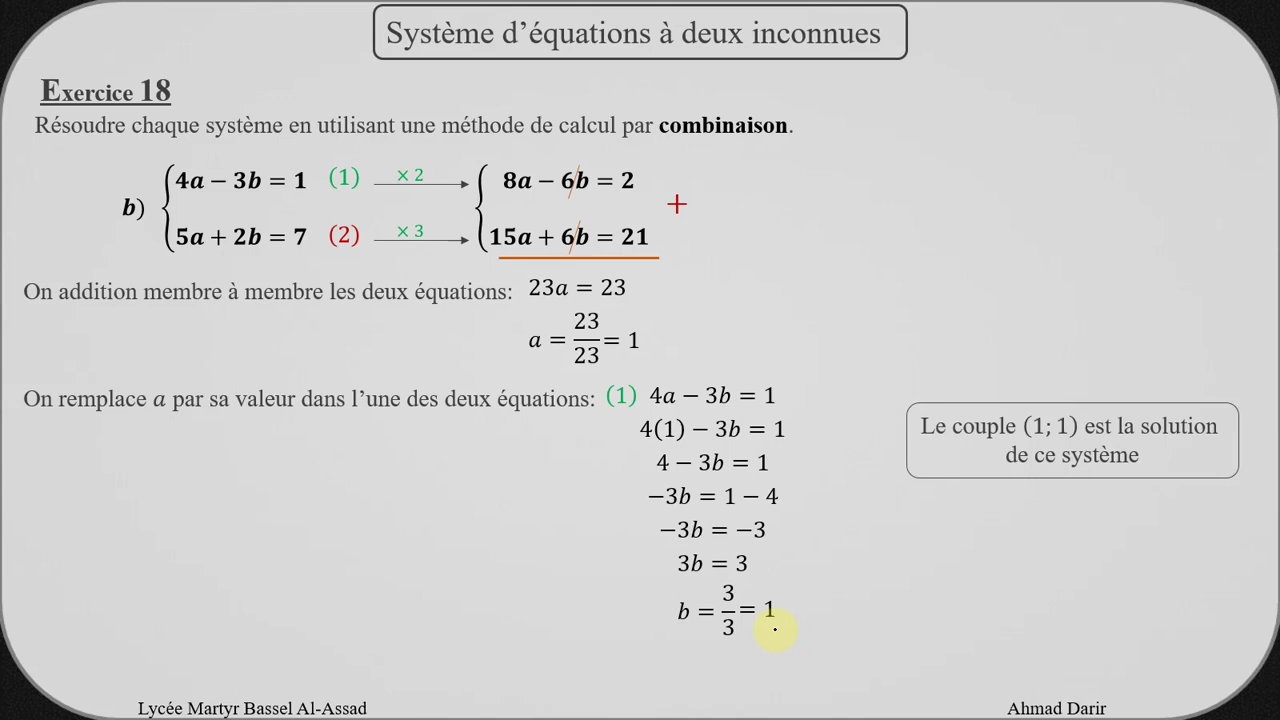 Système d’équations à deux inconnues
Exercice 18
Résoudre chaque système en utilisant une méthode de calcul par combinaison.
b) {4a − 3b = 1 (1) × 2 {8a − 6b = 2
5a + 2b = 7 (2) × 3 15a + 6b = 21 +
On addition membre à membre les deux équations: 23a = 23
a = 23/23 = 1
On remplace a par sa valeur dans l’une des deux équations: (1) 4a − 3b = 1
4(1) − 3b = 1
4 − 3b = 1
−3b = 1 − 4
−3b = −3
3b = 3
b = 3/3 = 1
Le couple (1; 1) est la solution
de ce système
Lycée Martyr Bassel Al-Assad
Ahmad Darir